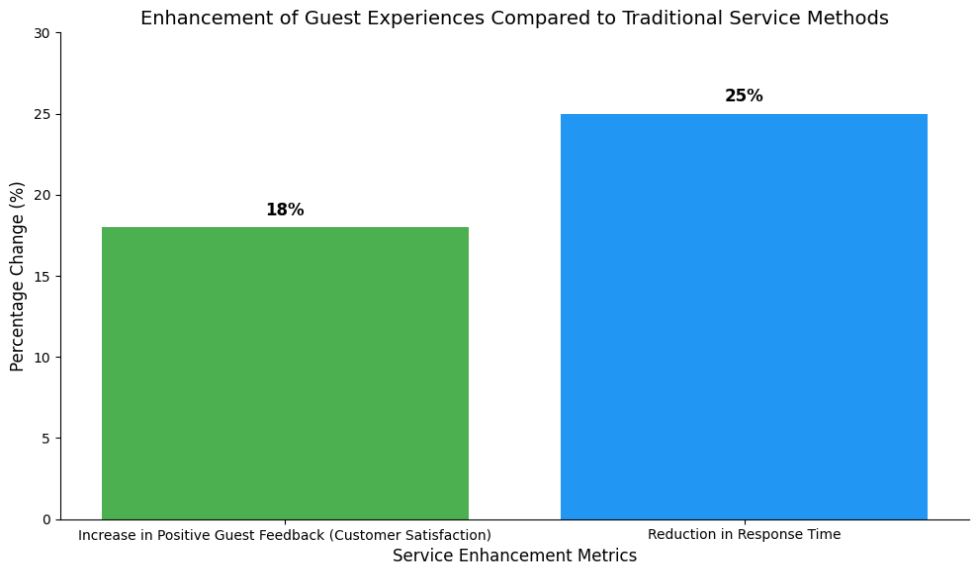 Enhancement of Guest Experiences Compared to Traditional Service Methods
30
25
20
15
10
5
0
Percentage Change (%)
18%
25%
Increase in Positive Guest Feedback (Customer Satisfaction)
Reduction in Response Time
Service Enhancement Metrics